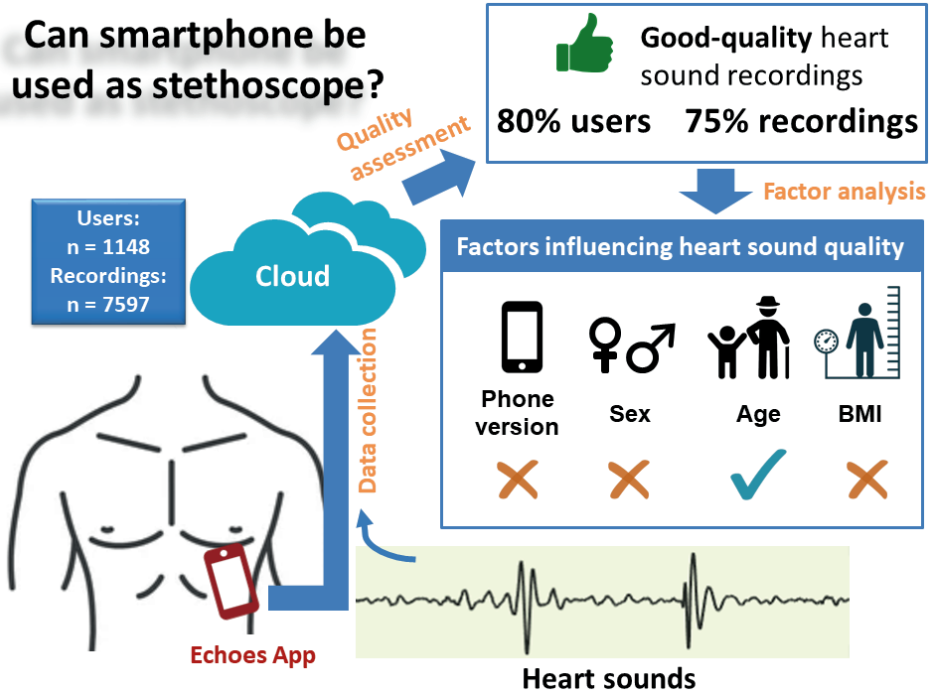 Can smartphone be
used as stethoscope?
Quality
assessment
Good-quality heart
sound recordings
80% users 75% recordings
Factor analysis
Users:
n = 1148
Recordings:
n = 7597
Cloud
Data collection
Factors influencing heart sound quality
Phone
version
Sex
Age
BMI
Echoes App
Heart sounds